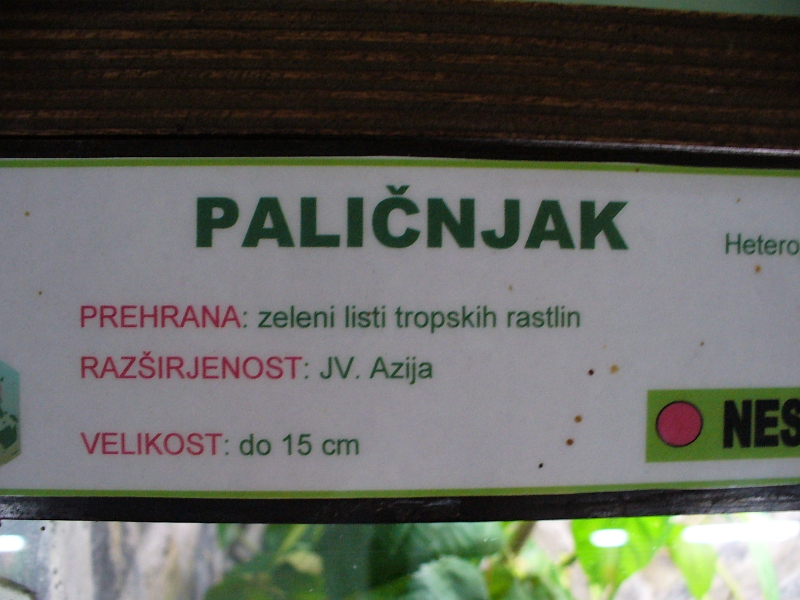 PALIČNJAK
Hetero
PREHRANA: zeleni listi tropskih rastlin
RAZŠIRJENOST: JV. Azija
NES
VELIKOST: do 15 cm